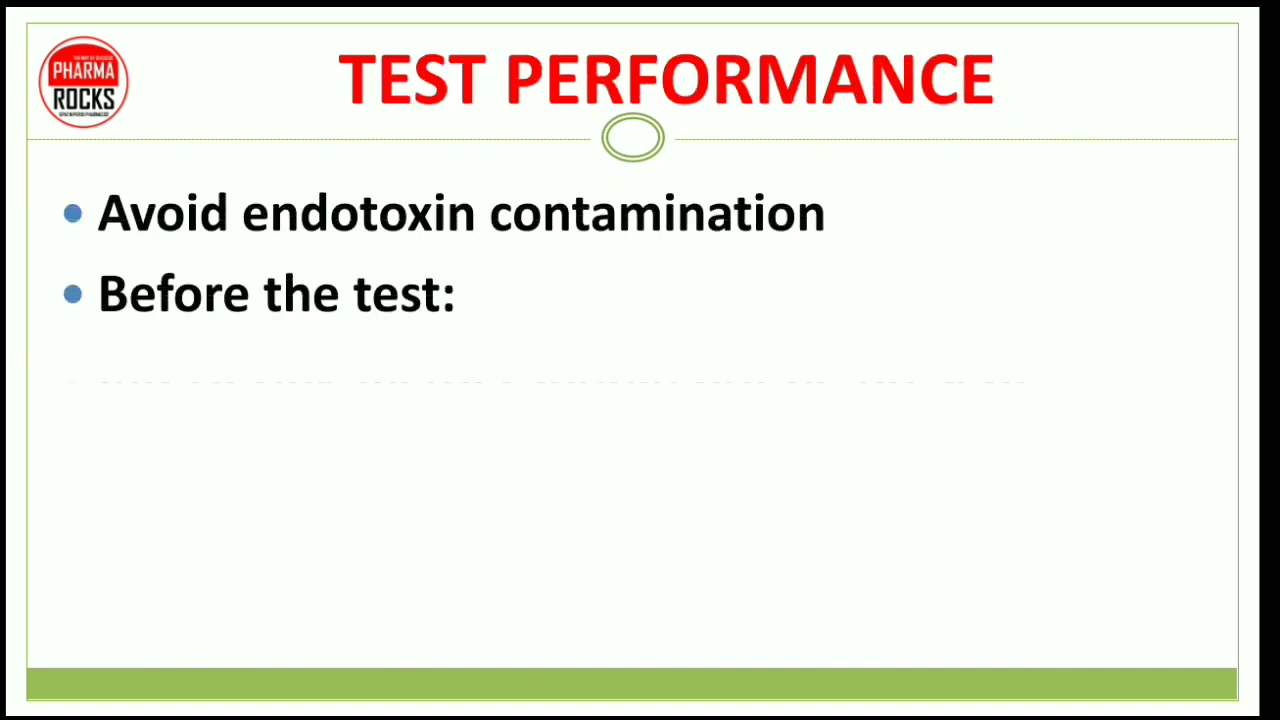 PHARMA
ROCKS
TEST PERFORMANCE
Avoid endotoxin contamination
Before the test: